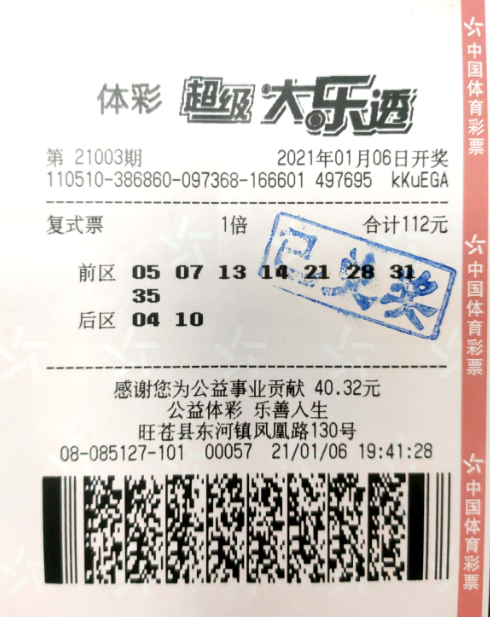 体彩 超级大乐透
第 21003期 2021年01月06日开奖
110510-386860-097368-166601 497695 kKuEGA
复式票 1倍 合计112元
前区 05 07 13 14 21 28 31
35
后区 04 10
已兑奖
感谢您为公益事业贡献 40.32元
公益体彩 乐善人生
旺苍县东河镇凤凰路130号
08-085127-101 00057 21/01/06 19:41:28
中国体育彩票
中国体育彩票
中国体育彩票